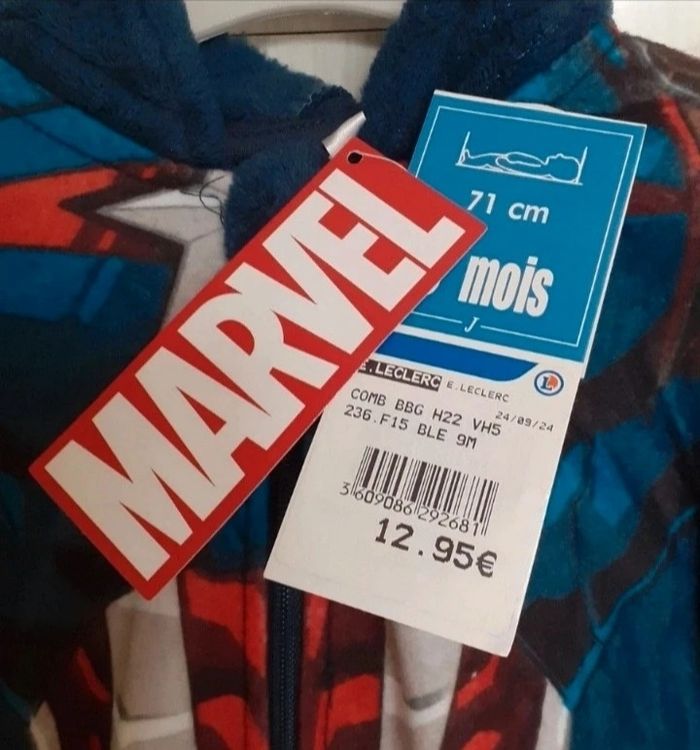 MARVEL
71 cm
mois
J
E.LECLERC E.LECLERC
L
COMB BBG H22 VH5 24/09/24
236.F15 BLE 9M
3609086292681
12.95€